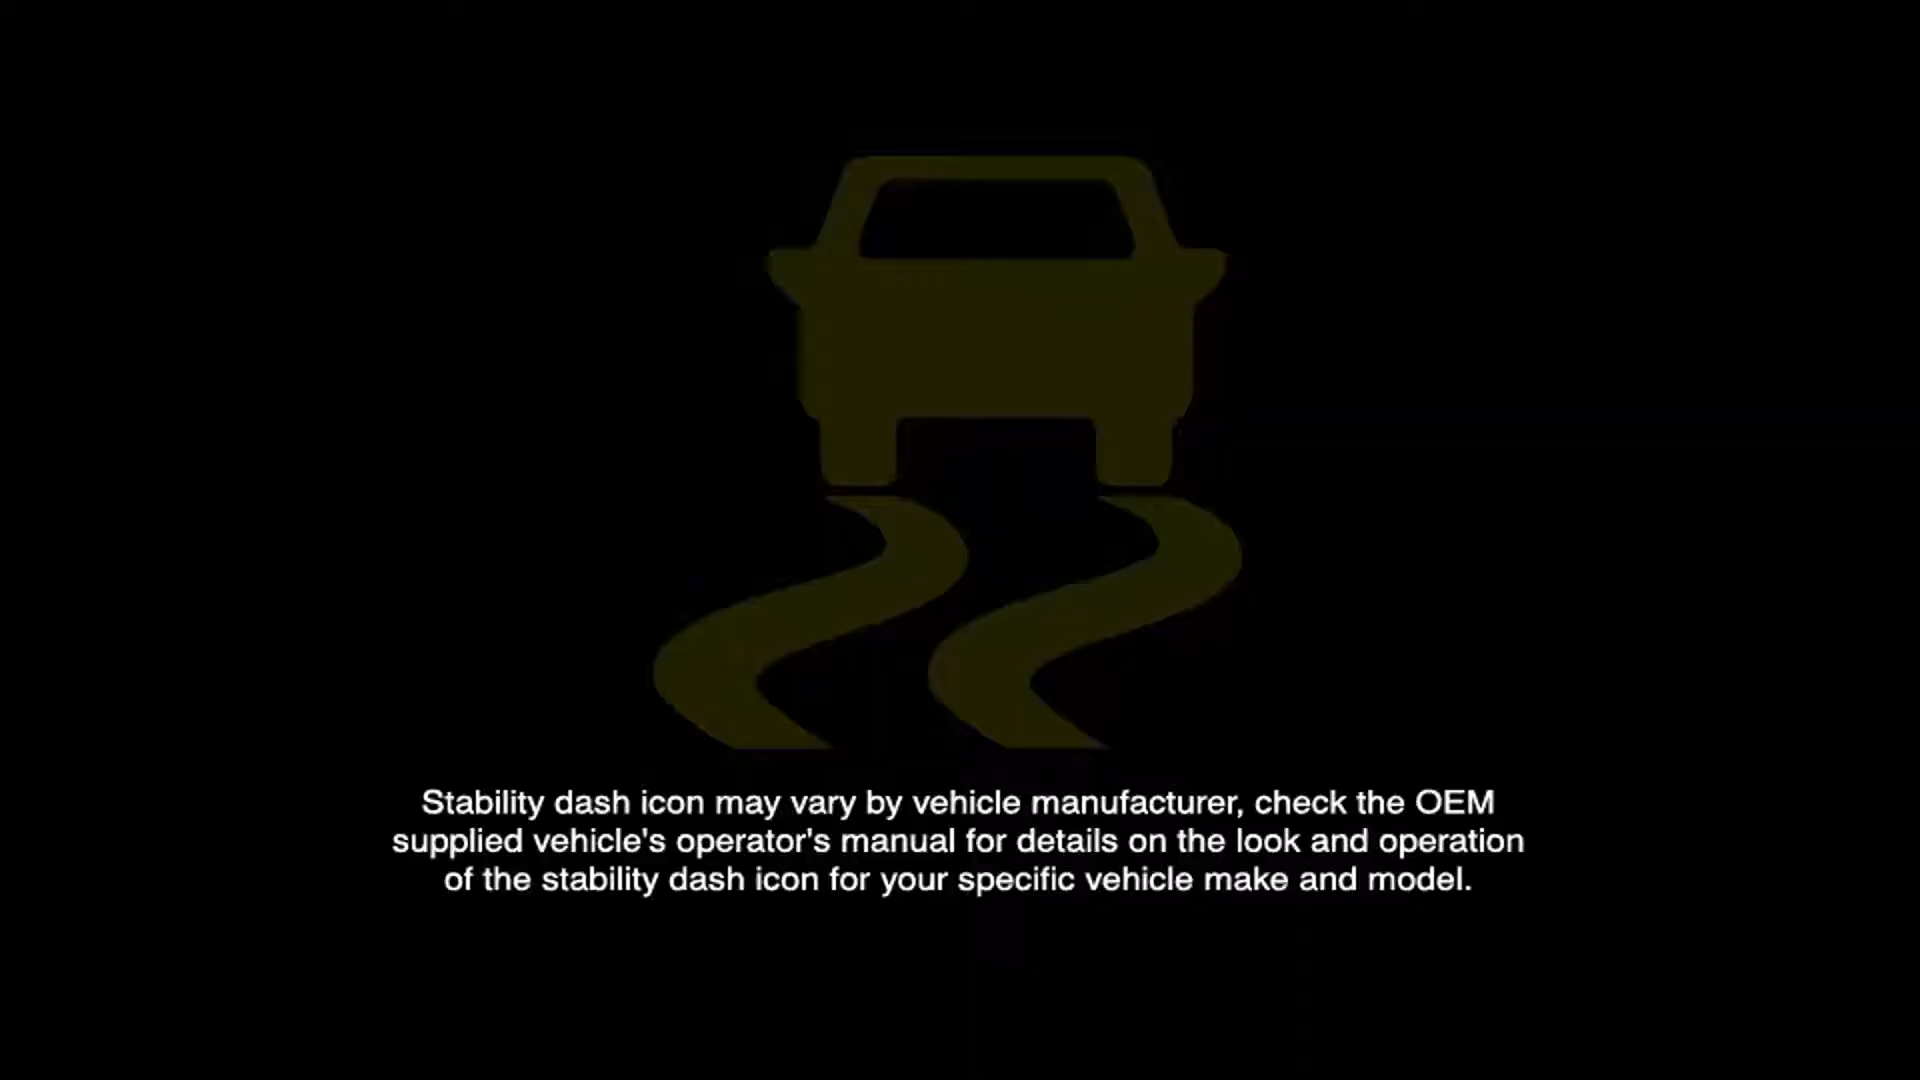 Stability dash icon may vary by vehicle manufacturer, check the OEM
supplied vehicle's operator's manual for details on the look and operation
of the stability dash icon for your specific vehicle make and model.